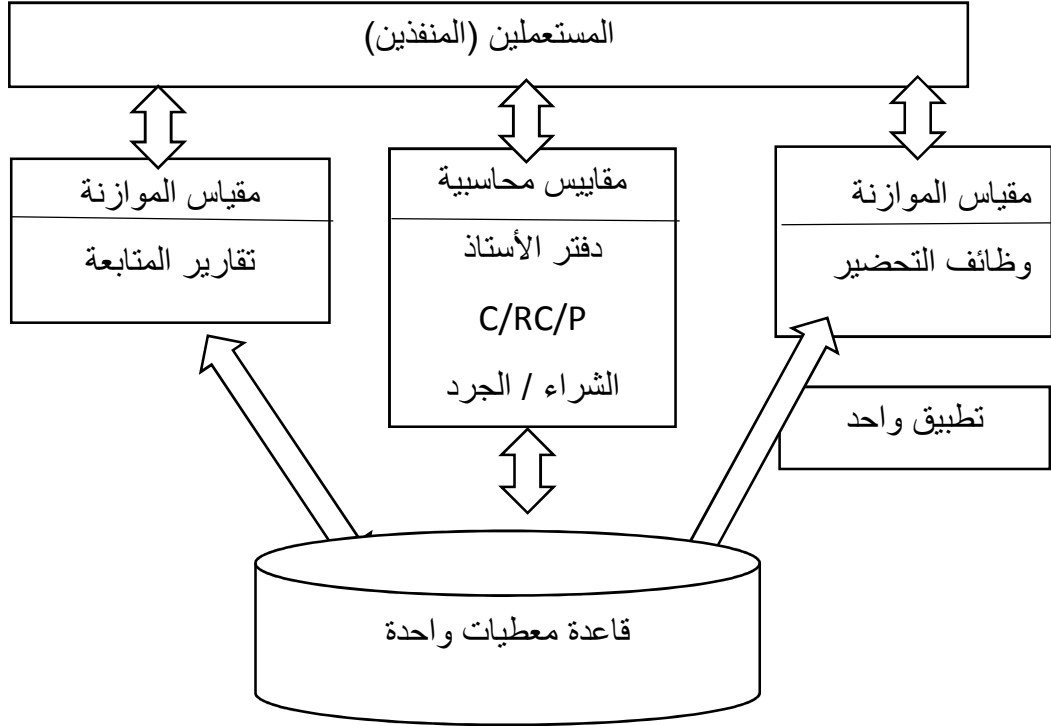 المستعملين (المنفذين)
مقياس الموازنة
وظائف التحضير
مقاييس محاسبية
دفتر الأستاذ
C/RC/P
الشراء / الجرد
مقياس الموازنة
تقارير المتابعة
تطبيق واحد
قاعدة معطيات واحدة